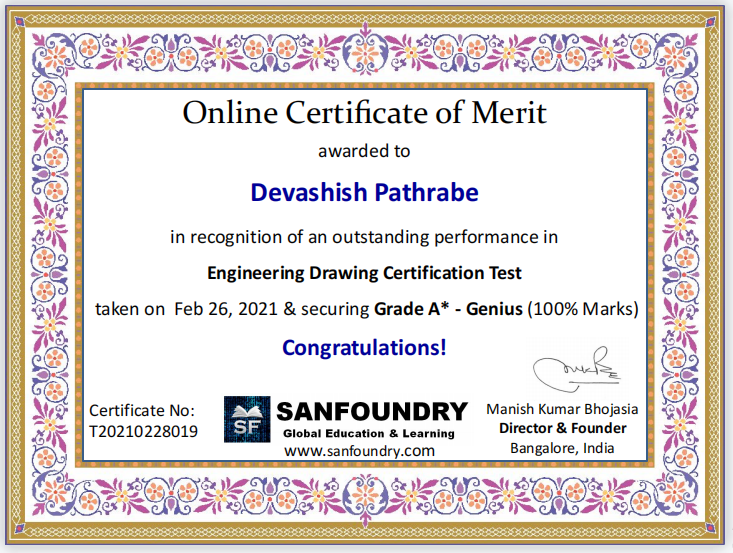 Online Certificate of Merit
awarded to
Devashish Pathrabe
in recognition of an outstanding performance in
Engineering Drawing Certification Test
taken on Feb 26, 2021 & securing Grade A* - Genius (100% Marks)
Congratulations!
Certificate No:
T20210228019
SF
SANFOUNDRY
Global Education & Learning
www.sanfoundry.com
Manish Kumar Bhojasia
Director & Founder
Bangalore, India